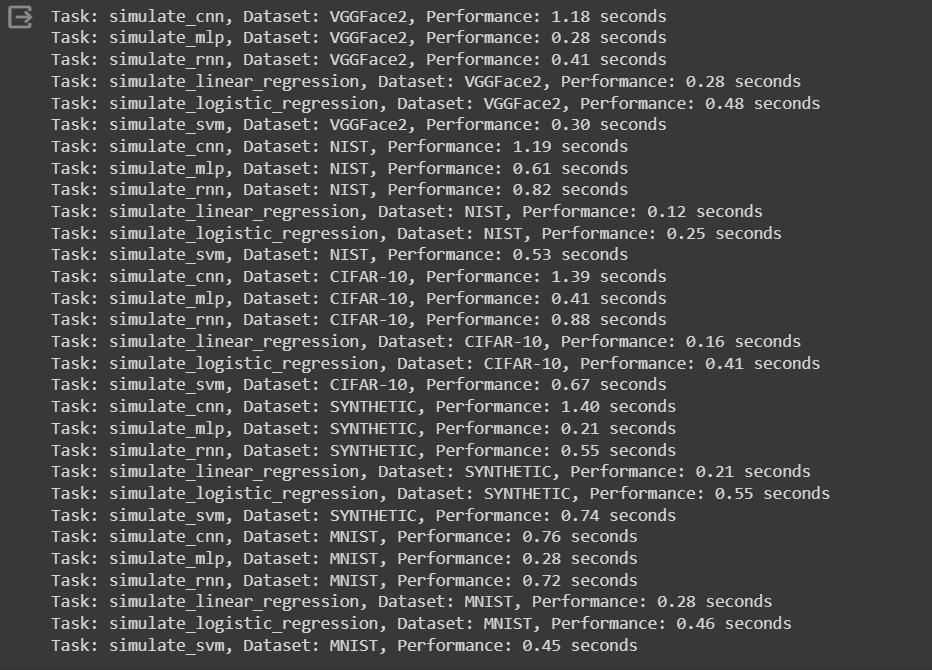 Task: simulate_cnn, Dataset: VGGFace2, Performance: 1.18 seconds
Task: simulate_mlp, Dataset: VGGFace2, Performance: 0.28 seconds
Task: simulate_rnn, Dataset: VGGFace2, Performance: 0.41 seconds
Task: simulate_linear_regression, Dataset: VGGFace2, Performance: 0.28 seconds
Task: simulate_logistic_regression, Dataset: VGGFace2, Performance: 0.48 seconds
Task: simulate_svm, Dataset: VGGFace2, Performance: 0.30 seconds
Task: simulate_cnn, Dataset: NIST, Performance: 1.19 seconds
Task: simulate_mlp, Dataset: NIST, Performance: 0.61 seconds
Task: simulate_rnn, Dataset: NIST, Performance: 0.82 seconds
Task: simulate_linear_regression, Dataset: NIST, Performance: 0.12 seconds
Task: simulate_logistic_regression, Dataset: NIST, Performance: 0.25 seconds
Task: simulate_svm, Dataset: NIST, Performance: 0.53 seconds
Task: simulate_cnn, Dataset: CIFAR-10, Performance: 1.39 seconds
Task: simulate_mlp, Dataset: CIFAR-10, Performance: 0.41 seconds
Task: simulate_rnn, Dataset: CIFAR-10, Performance: 0.88 seconds
Task: simulate_linear_regression, Dataset: CIFAR-10, Performance: 0.16 seconds
Task: simulate_logistic_regression, Dataset: CIFAR-10, Performance: 0.41 seconds
Task: simulate_svm, Dataset: CIFAR-10, Performance: 0.67 seconds
Task: simulate_cnn, Dataset: SYNTHETIC, Performance: 1.40 seconds
Task: simulate_mlp, Dataset: SYNTHETIC, Performance: 0.21 seconds
Task: simulate_rnn, Dataset: SYNTHETIC, Performance: 0.55 seconds
Task: simulate_linear_regression, Dataset: SYNTHETIC, Performance: 0.21 seconds
Task: simulate_logistic_regression, Dataset: SYNTHETIC, Performance: 0.55 seconds
Task: simulate_svm, Dataset: SYNTHETIC, Performance: 0.74 seconds
Task: simulate_cnn, Dataset: MNIST, Performance: 0.76 seconds
Task: simulate_mlp, Dataset: MNIST, Performance: 0.28 seconds
Task: simulate_rnn, Dataset: MNIST, Performance: 0.72 seconds
Task: simulate_linear_regression, Dataset: MNIST, Performance: 0.28 seconds
Task: simulate_logistic_regression, Dataset: MNIST, Performance: 0.46 seconds
Task: simulate_svm, Dataset: MNIST, Performance: 0.45 seconds